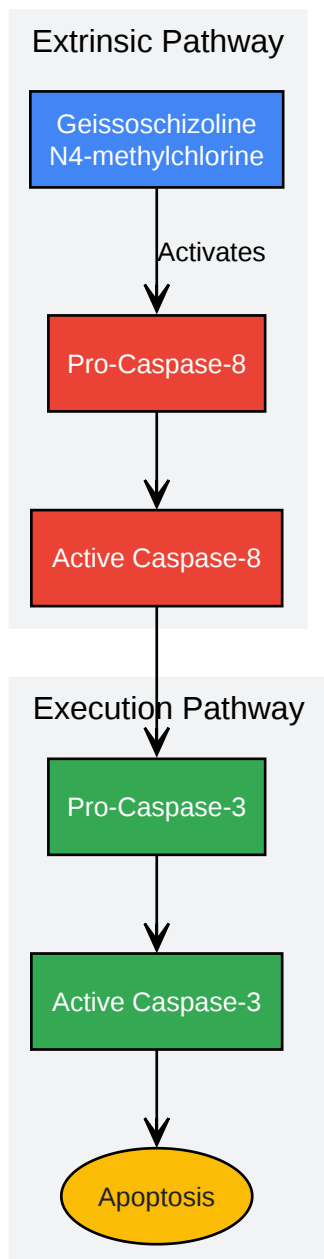 Extrinsic Pathway
Geissoschizoline
N4-methylchlorine
Activates
Pro-Caspase-8
Active Caspase-8
Execution Pathway
Pro-Caspase-3
Active Caspase-3
Apoptosis